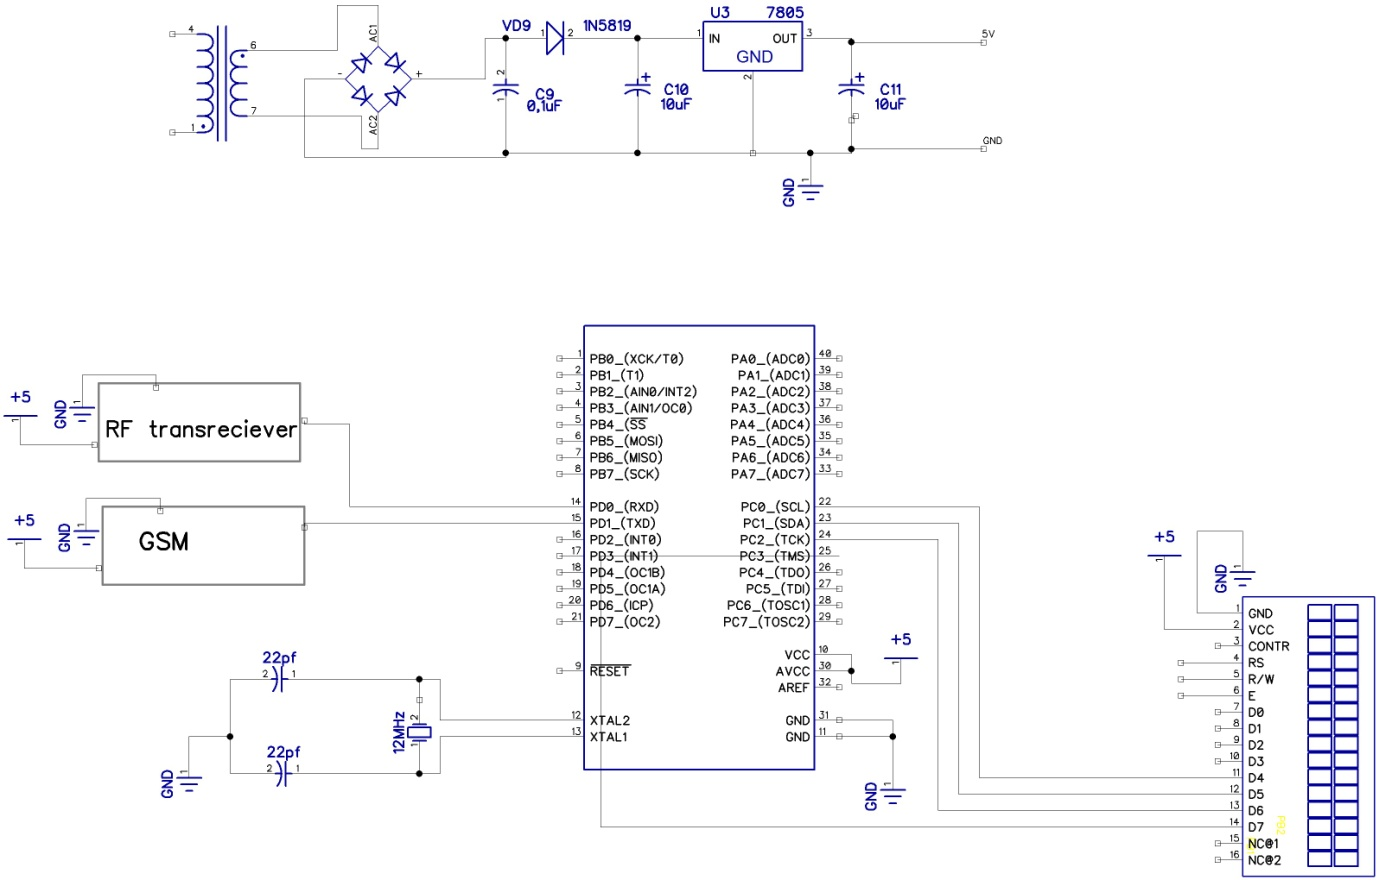 4
1
6
7
AC1
AC2
-
+
VD9
1
2
1N5819
2
1
C9
0,1uF
+
C10
10uF
U3 7805
1
IN OUT
3
GND
2
+
C11
10uF
5V
GND
GND
1
+5
1
GND
1
RF transreciever
+5
1
GND
1
GSM
1 PB0_(XCK/T0) PA0_(ADC0) 40
2 PB1_(T1) PA1_(ADC1) 39
3 PB2_(AIN0/INT2) PA2_(ADC2) 38
4 PB3_(AIN1/OC0) PA3_(ADC3) 37
5 PB4_(SS) PA4_(ADC4) 36
6 PB5_(MOSI) PA5_(ADC5) 35
7 PB6_(MISO) PA6_(ADC6) 34
8 PB7_(SCK) PA7_(ADC7) 33
14 PD0_(RXD) PC0_(SCL) 22
15 PD1_(TXD) PC1_(SDA) 23
16 PD2_(INT0) PC2_(TCK) 24
17 PD3_(INT1) PC3_(TMS) 25
18 PD4_(OC1B) PC4_(TDO) 26
19 PD5_(OC1A) PC5_(TDI) 27
20 PD6_(ICP) PC6_(TOSC1) 28
21 PD7_(OC2) PC7_(TOSC2) 29
VCC 10
9 RESET AVCC 30
AREF 32
12 XTAL2 GND 31
13 XTAL1 GND 11
+5
1
GND
1
22pf
2 1
12MHz
2
1
22pf
2 1
GND
1
+5
1
GND
1
1 GND
2 VCC
3 CONTR
4 RS
5 R/W
6 E
7 D0
8 D1
9 D2
10 D3
11 D4
12 D5
13 D6
14 D7
15 NC@1
16 NC@2